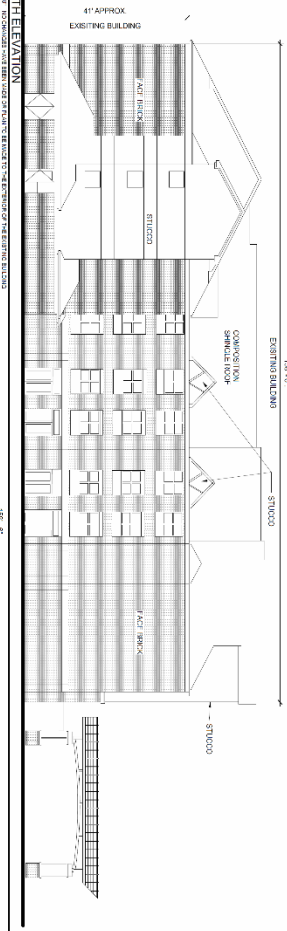 41' APPROX.
EXISITING BUILDING
FACE BRICK
STUCCO
COMPOSITION
SHINGLE ROOF
EXISITING BUILDING
STUCCO
FACE BRICK
STUCCO
TH ELEVATION
NO CHANGES HAVE BEEN MADE OR PLAN TO BE MADE TO THE EXTERIOR OF THE EXISTING BUILDING